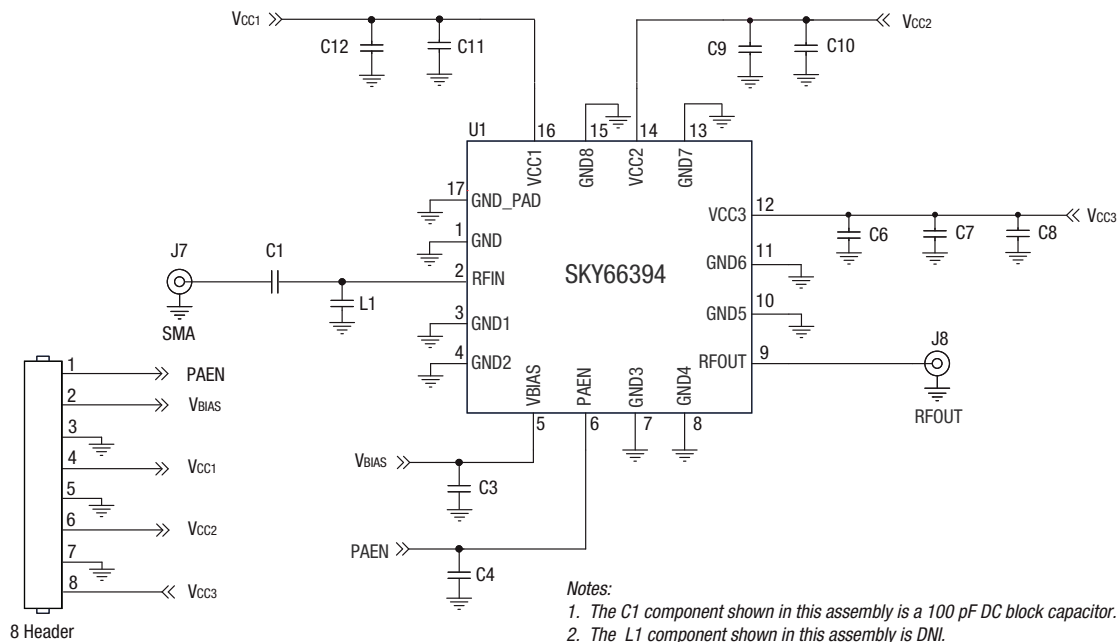 VCC1
VCC2
C12
C11
C9
C10
U1
16
15
14
13
VCC1
GND8
VCC2
GND7
17
GND_PAD
VCC3
12
VCC3
1
GND
C6
C7
C8
J7
C1
2
RFIN
SKY66394
GND6
11
L1
SMA
3
GND1
GND5
10
4
GND2
RFOUT
9
J8
RFOUT
VBIAS
PAEN
GND3
GND4
5
6
7
8
1
PAEN
2
VBIAS
3
4
VCC1
5
6
VCC2
7
8
VCC3
8 Header
VBIAS
C3
PAEN
C4
Notes:
1. The C1 component shown in this assembly is a 100 pF DC block capacitor.
2. The L1 component shown in this assembly is DNI.